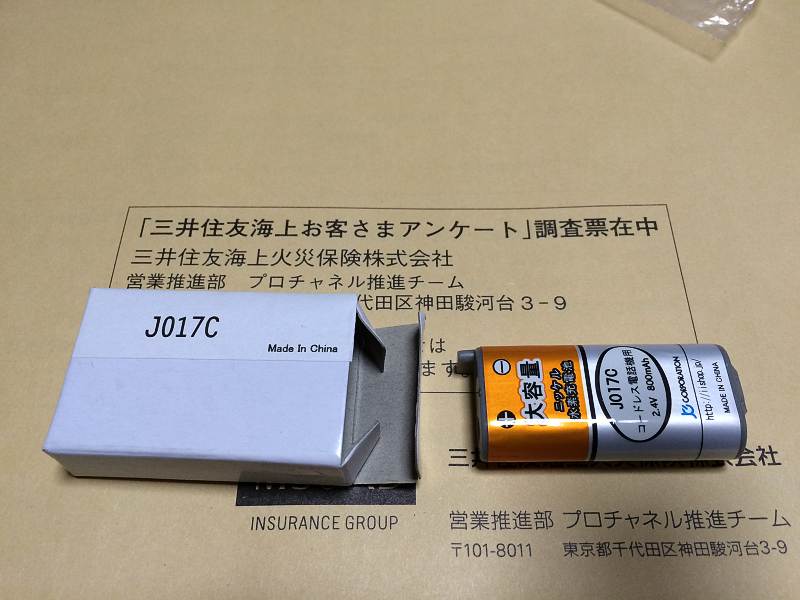 「三井住友海上お客さまアンケート」調査票在中
三井住友海上火災保険株式会社
営業推進部 プロチャネル推進チーム
代田区神田駿河台3-9
は
ます。
J017C
Made In China
大容量
ニッケル
水素充電池
J017C
コードレス電話機用
2.4V 800mAh
JS CORPORATION
http://iishop.jp/
MADE IN CHINA
INSURANCE GROUP
営業推進部 プロチャネル推進チーム
〒101-8011 東京都千代田区神田駿河台3-9